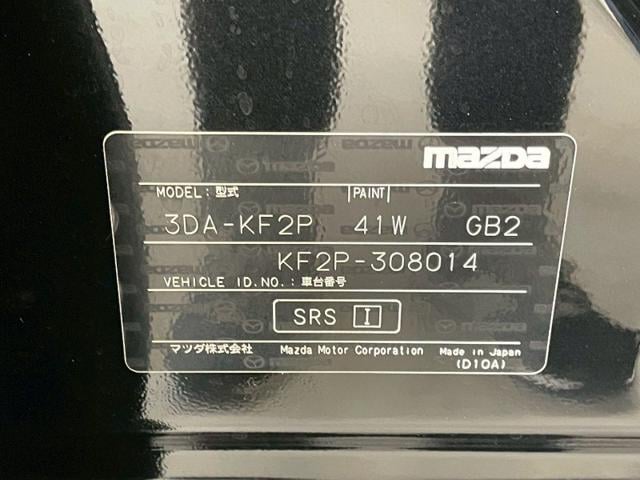 mazda
MODEL: 型式 PAINT
3DA-KF2P 41W GB2
KF2P-308014
VEHICLE ID.NO.: 車台番号
SRS I
マツダ株式会社 Mazda Motor Corporation Made in Japan
(D10A)